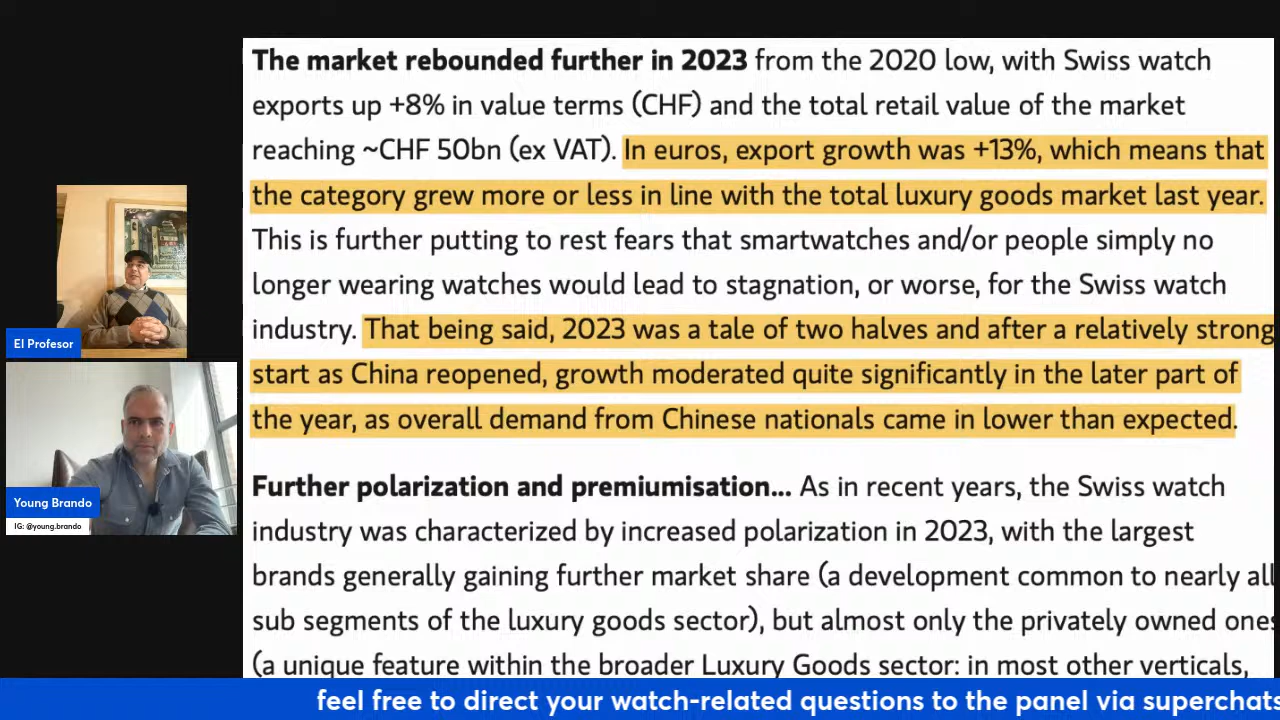 The market rebounded further in 2023 from the 2020 low, with Swiss watch
exports up +8% in value terms (CHF) and the total retail value of the market
reaching ~CHF 50bn (ex VAT). In euros, export growth was +13%, which means that
the category grew more or less in line with the total luxury goods market last year.
This is further putting to rest fears that smartwatches and/or people simply no
longer wearing watches would lead to stagnation, or worse, for the Swiss watch
industry. That being said, 2023 was a tale of two halves and after a relatively strong
start as China reopened, growth moderated quite significantly in the later part of
the year, as overall demand from Chinese nationals came in lower than expected.
Further polarization and premiumisation... As in recent years, the Swiss watch
industry was characterized by increased polarization in 2023, with the largest
brands generally gaining further market share (a development common to nearly all
sub segments of the luxury goods sector), but almost only the privately owned ones
(a unique feature within the broader Luxury Goods sector: in most other verticals,
El Profesor
Young Brando
IG: @young.brando
feel free to direct your watch-related questions to the panel via superchats